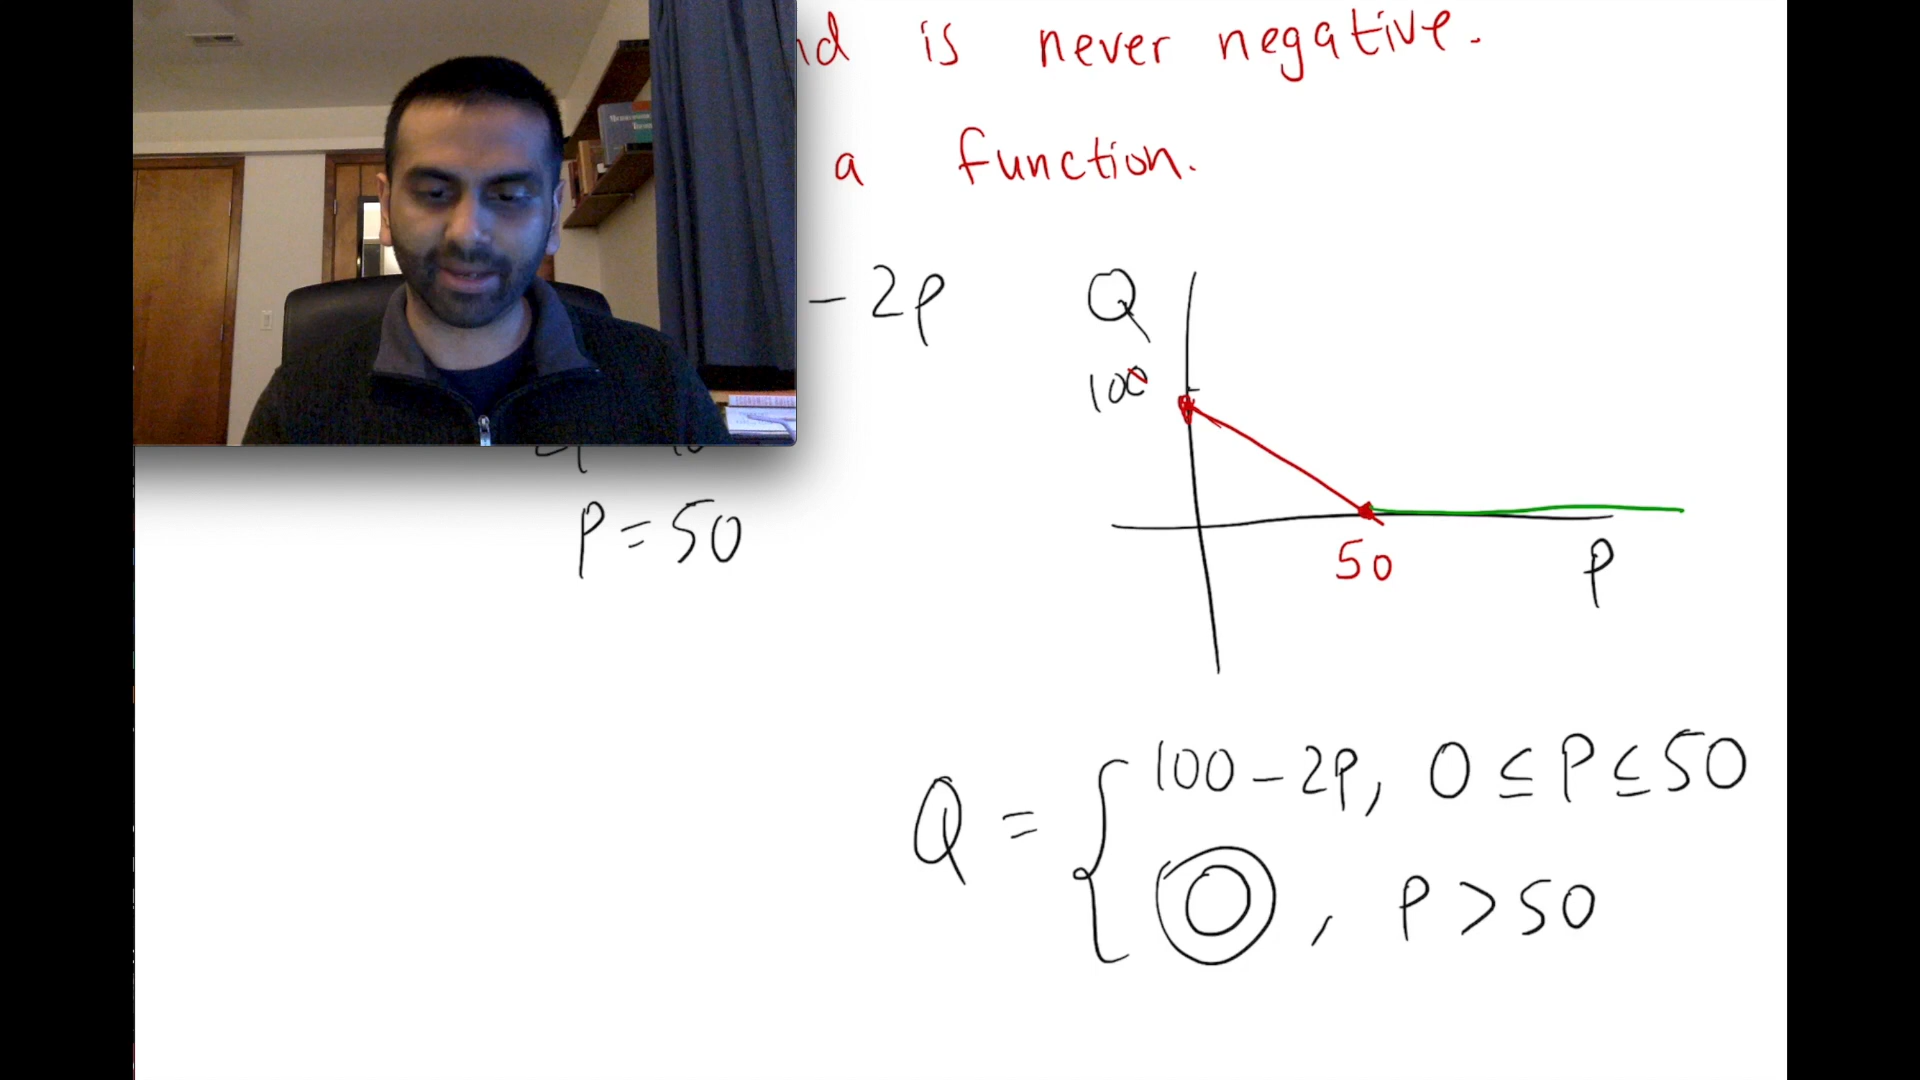 is never negative.
a function.
- 2P
Q
100
P = 50
50
P
Q = { 100 - 2P, 0 ≤ P ≤ 50
0, P > 50